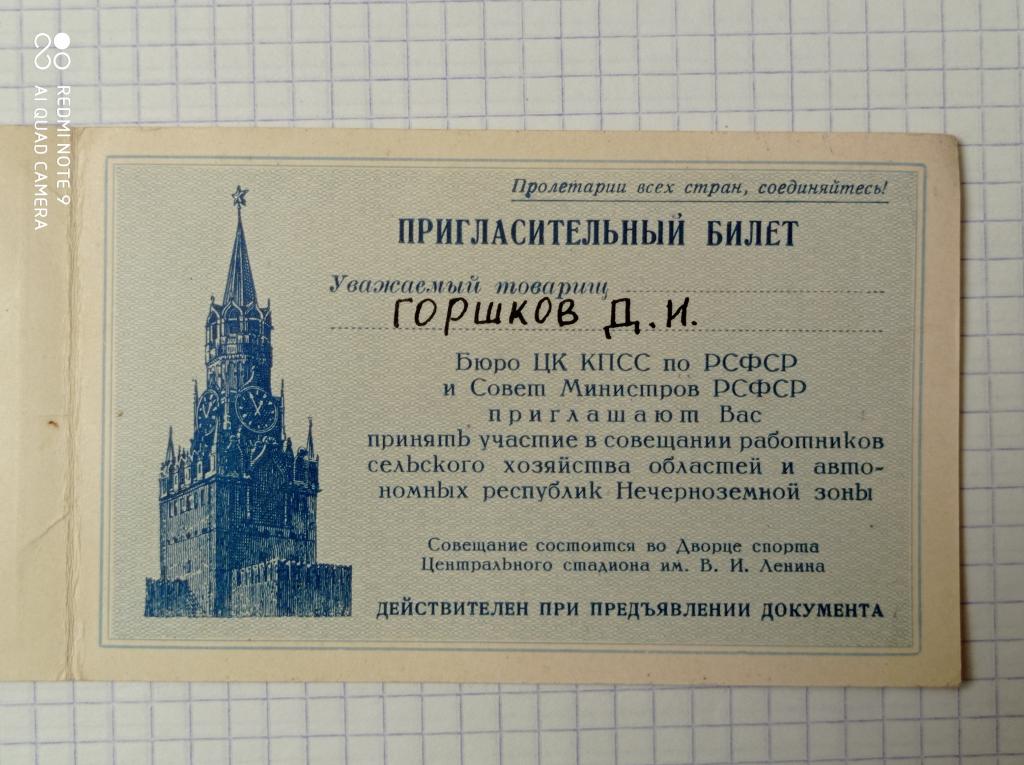 Пролетарии всех стран, соединяйтесь!
ПРИГЛАСИТЕЛЬНЫЙ БИЛЕТ
Уважаемый товарищ
ГОРШКОВ Д.И.
Бюро ЦК КПСС по РСФСР
и Совет Министров РСФСР
приглашают Вас
принять участие в совещании работников
сельского хозяйства областей и авто-
номных республик Нечерноземной зоны
Совещание состоится во Дворце спорта
Центрального стадиона им. В. И. Ленина
ДЕЙСТВИТЕЛЕН ПРИ ПРЕДЪЯВЛЕНИИ ДОКУМЕНТА
REDMI NOTE 9
AI QUAD CAMERA